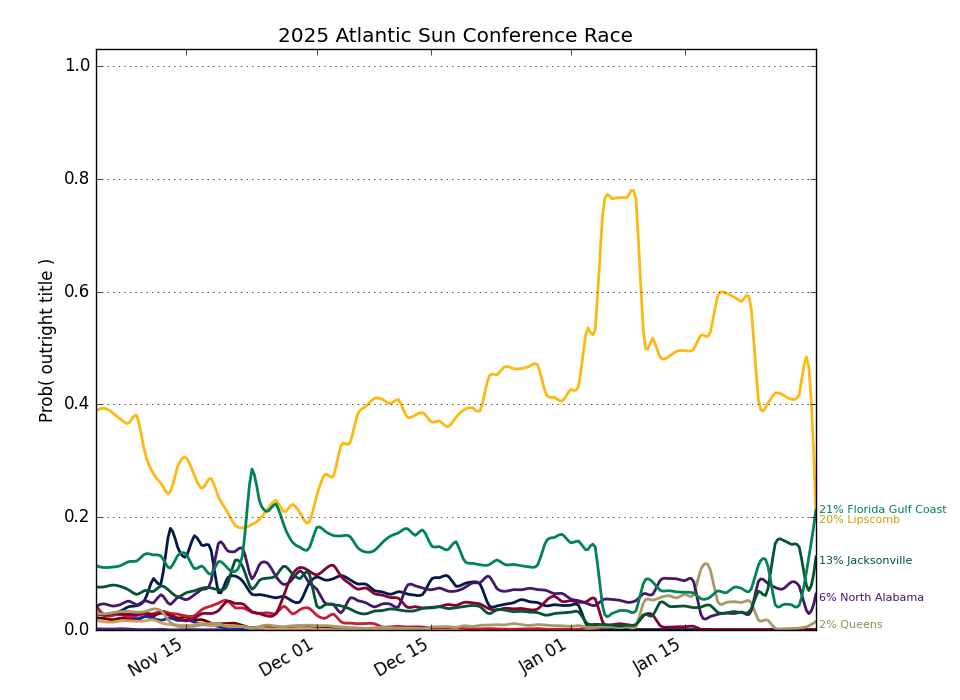 2025 Atlantic Sun Conference Race
Prob( outright title )
1.0
0.8
0.6
0.4
0.2
0.0
21% Florida Gulf Coast
20% Lipscomb
13% Jacksonville
6% North Alabama
2% Queens
Nov 15
Dec 01
Dec 15
Jan 01
Jan 15